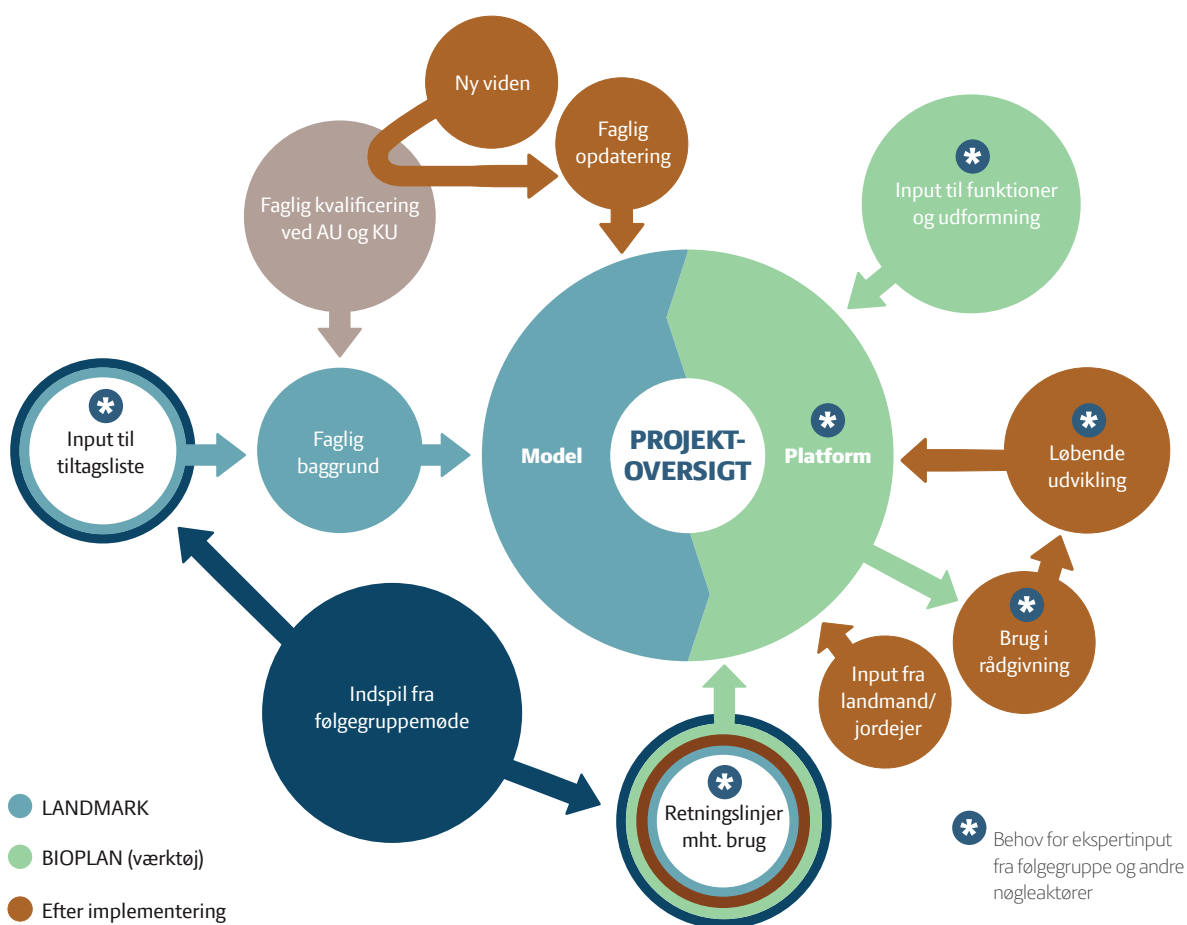 Ny viden
Faglig
opdatering
*
Input til funktioner
og udformning
Faglig kvalificering
ved AU og KU
*
Input til
tiltagsliste
Faglig
baggrund
Model
PROJEKT-
OVERSIGT
*
Platform
*
Løbende
udvikling
*
Brug i
rådgivning
Input fra
landmand/
jordejer
Indspil fra
følgegruppemøde
*
Retningslinjer
mht. brug
LANDMARK
BIOPLAN (værktøj)
Efter implementering
*
Behov for ekspertinput
fra følgegruppe og andre
nøgleaktører